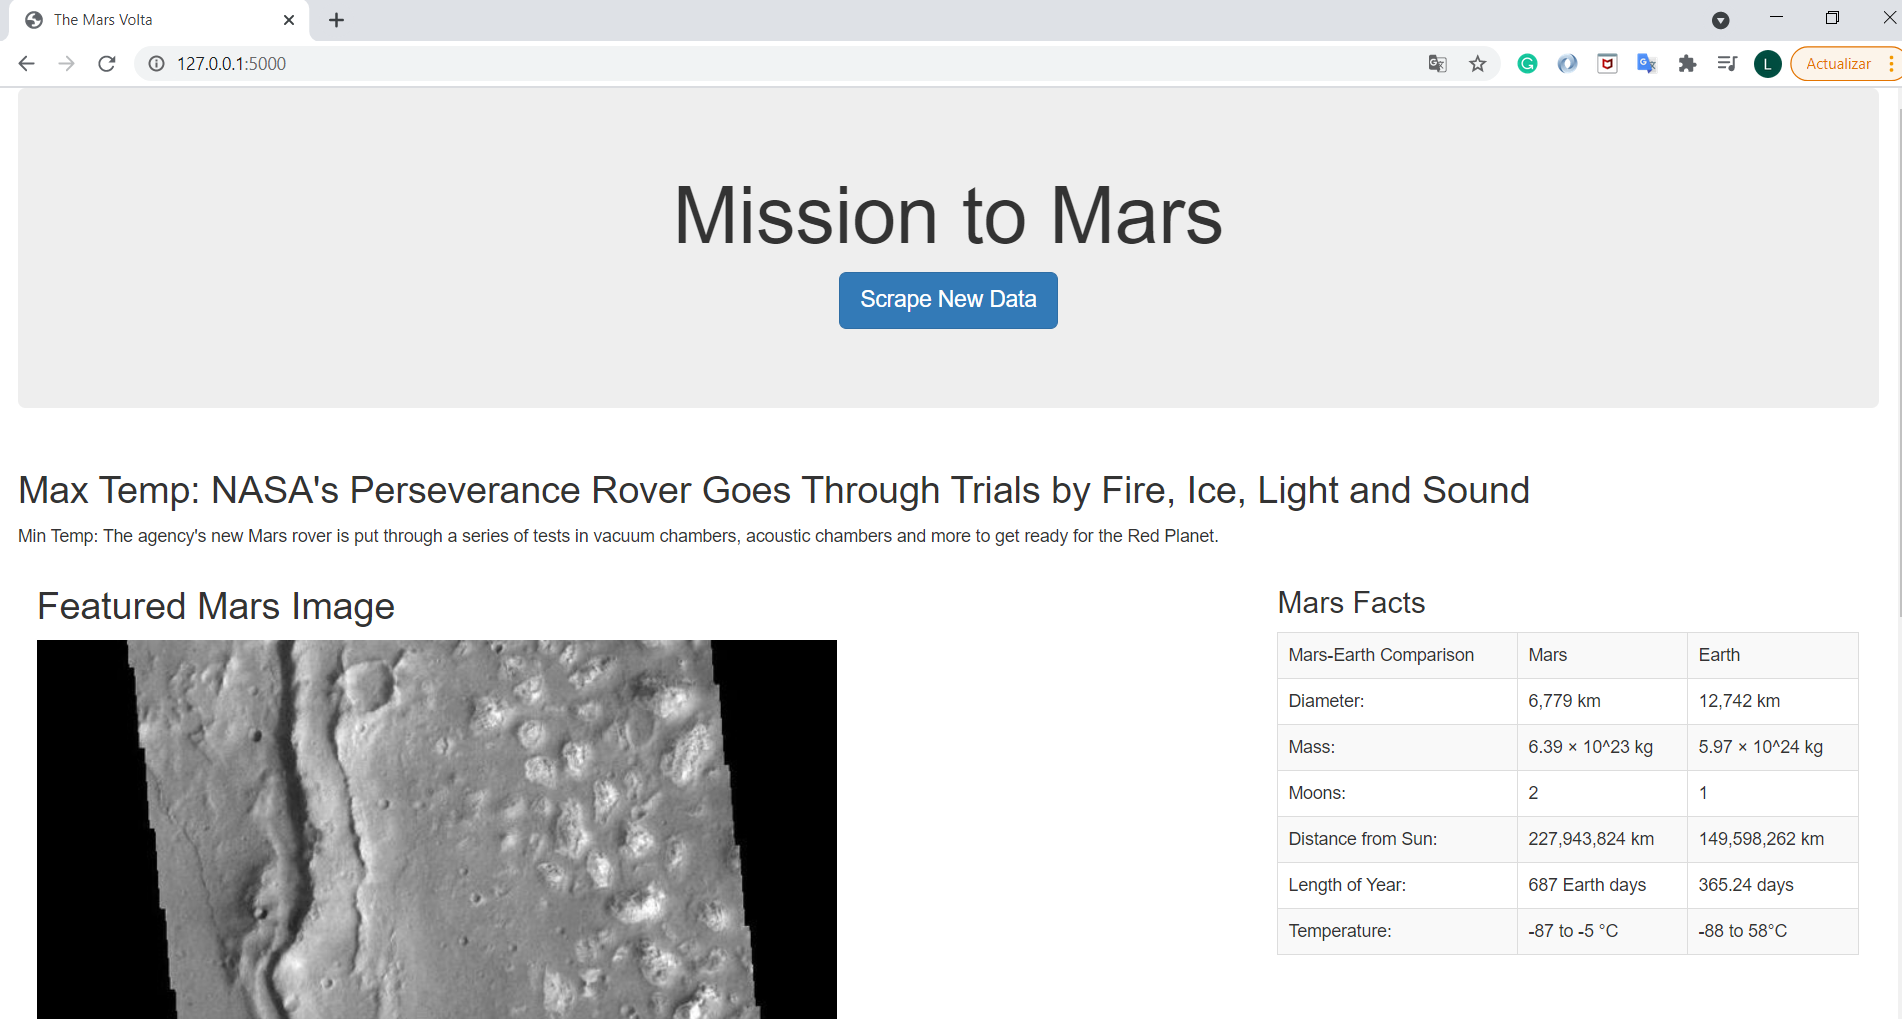 The Mars Volta
127.0.0.1:5000
L
Actualizar
Mission to Mars
Scrape New Data
Max Temp: NASA's Perseverance Rover Goes Through Trials by Fire, Ice, Light and Sound
Min Temp: The agency's new Mars rover is put through a series of tests in vacuum chambers, acoustic chambers and more to get ready for the Red Planet.
Featured Mars Image
Mars Facts
Mars-Earth Comparison Mars Earth
Diameter: 6,779 km 12,742 km
Mass: 6.39 × 10^23 kg 5.97 × 10^24 kg
Moons: 2 1
Distance from Sun: 227,943,824 km 149,598,262 km
Length of Year: 687 Earth days 365.24 days
Temperature: -87 to -5 °C -88 to 58°C